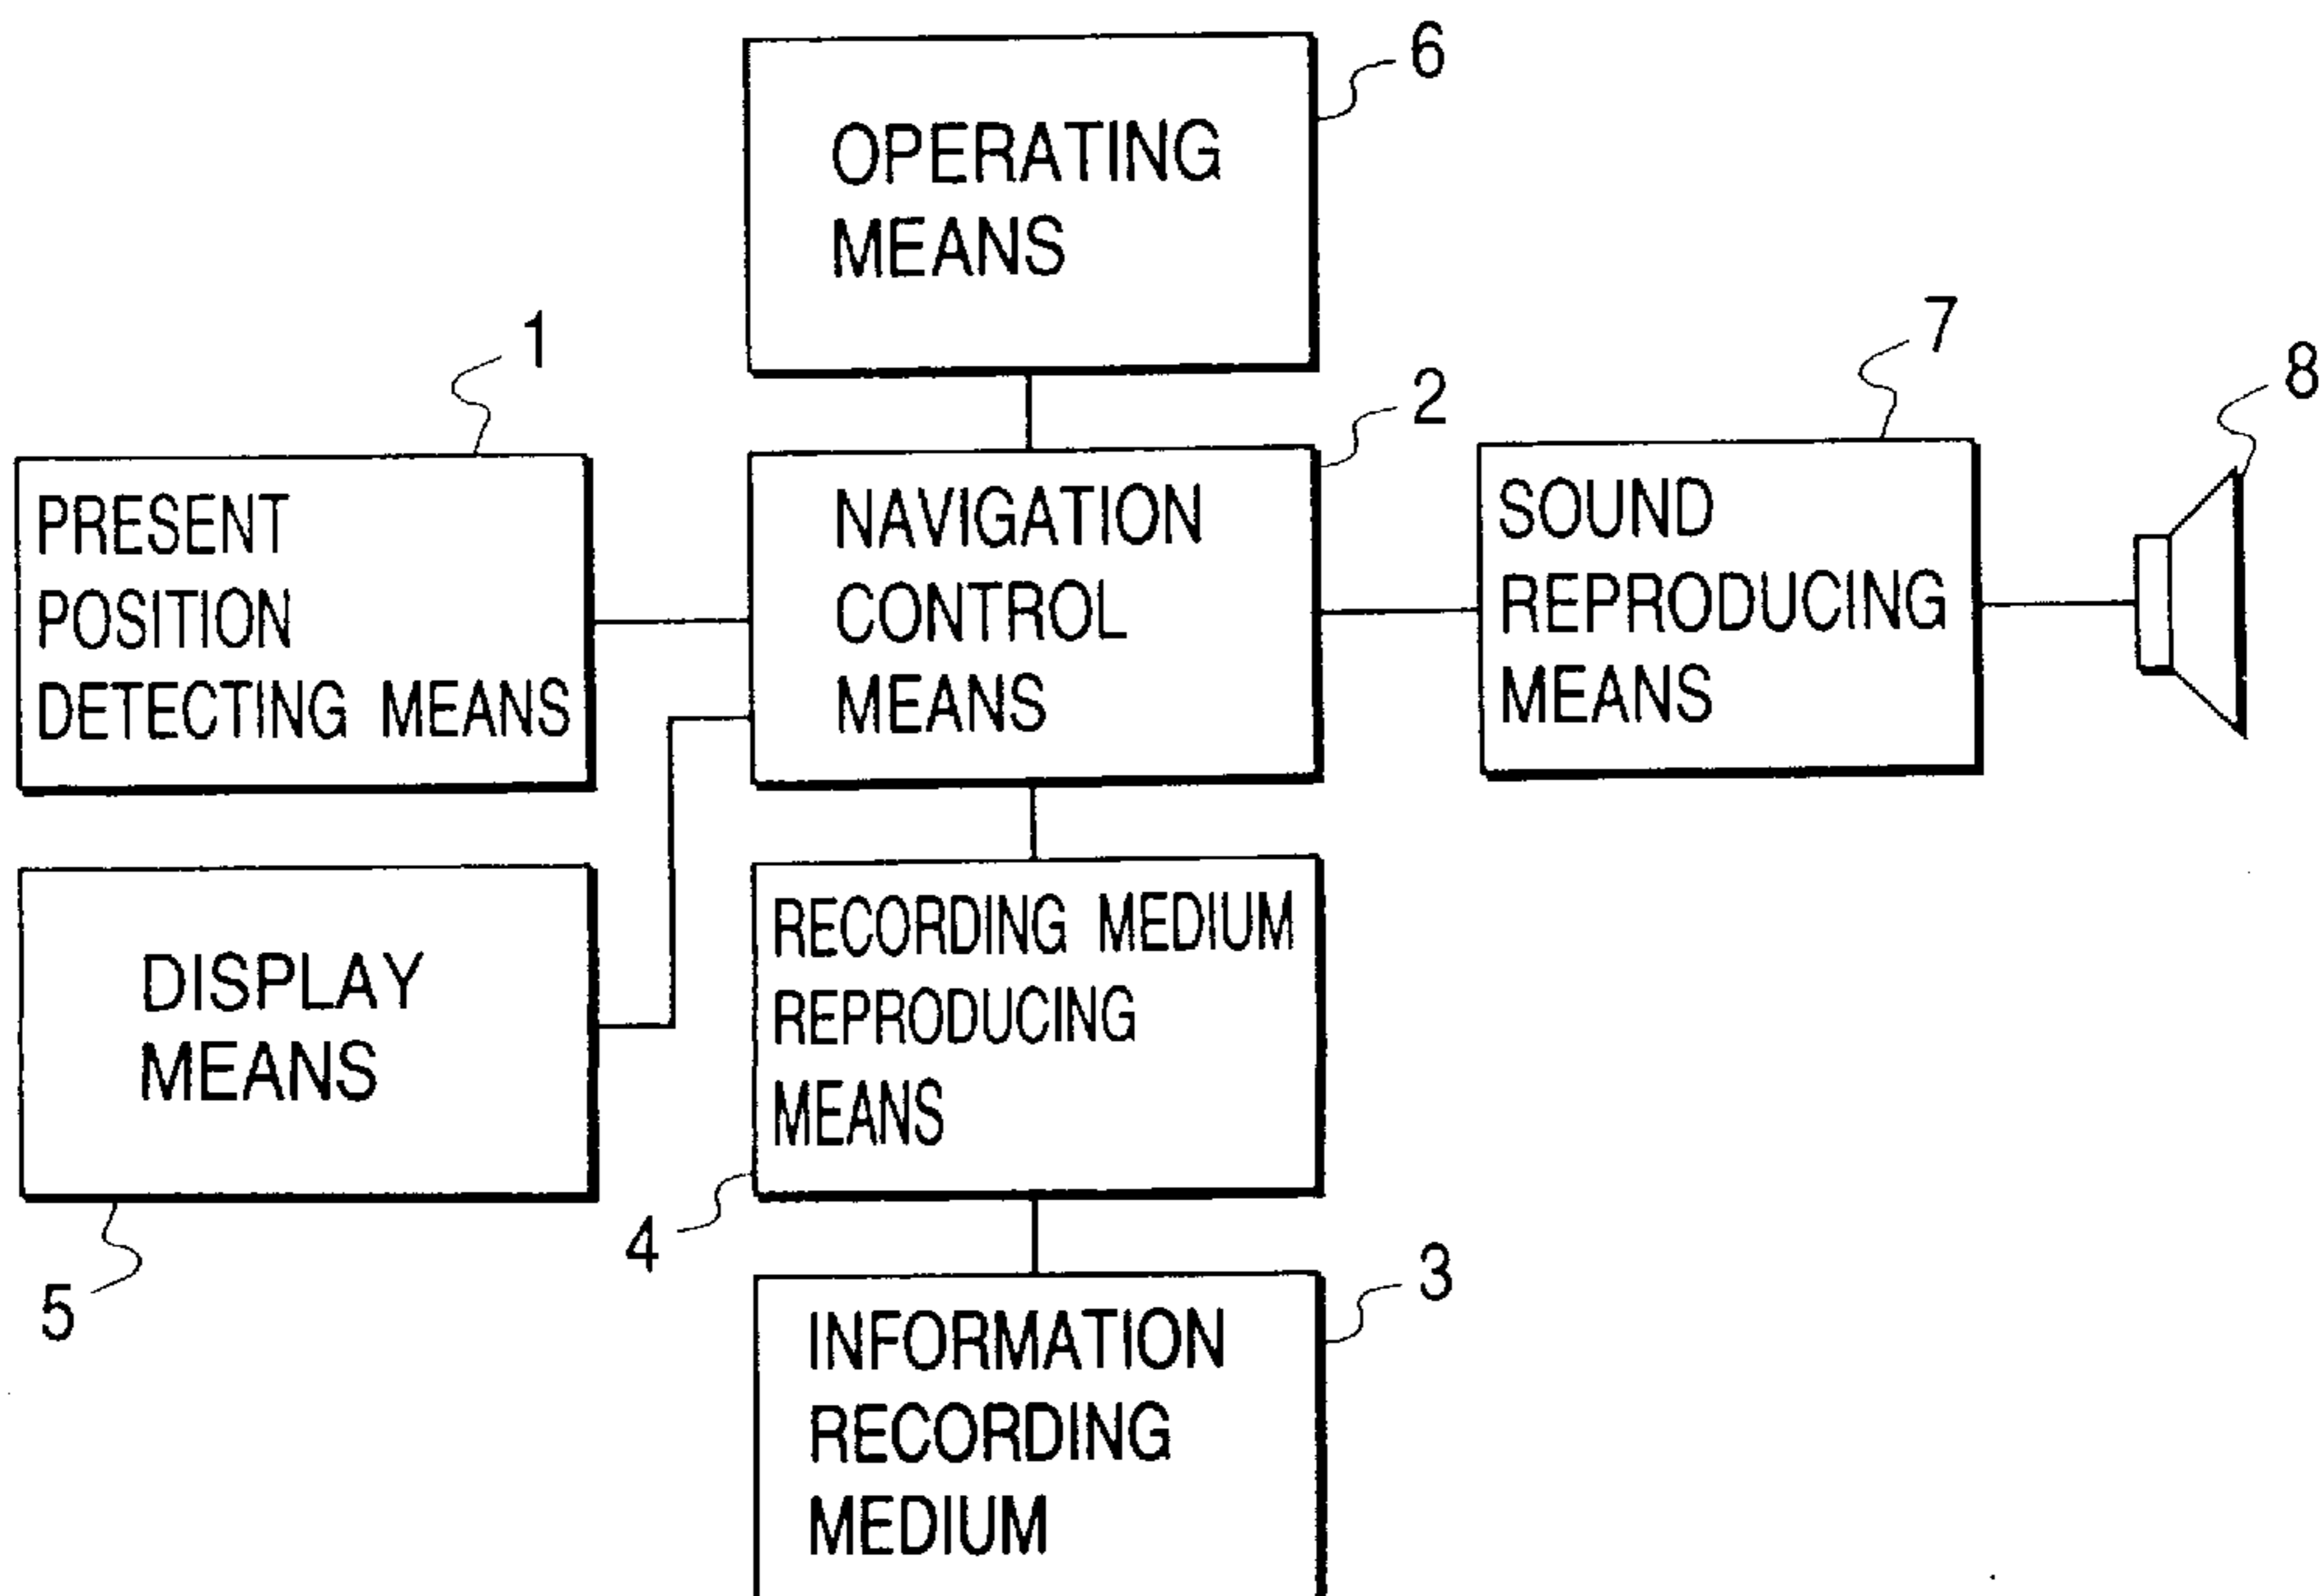 6
OPERATING
MEANS
1
PRESENT
POSITION
DETECTING MEANS
2
NAVIGATION
CONTROL
MEANS
7
SOUND
REPRODUCING
MEANS
8
DISPLAY
MEANS
5
RECORDING MEDIUM
REPRODUCING
MEANS
4
3
INFORMATION
RECORDING
MEDIUM